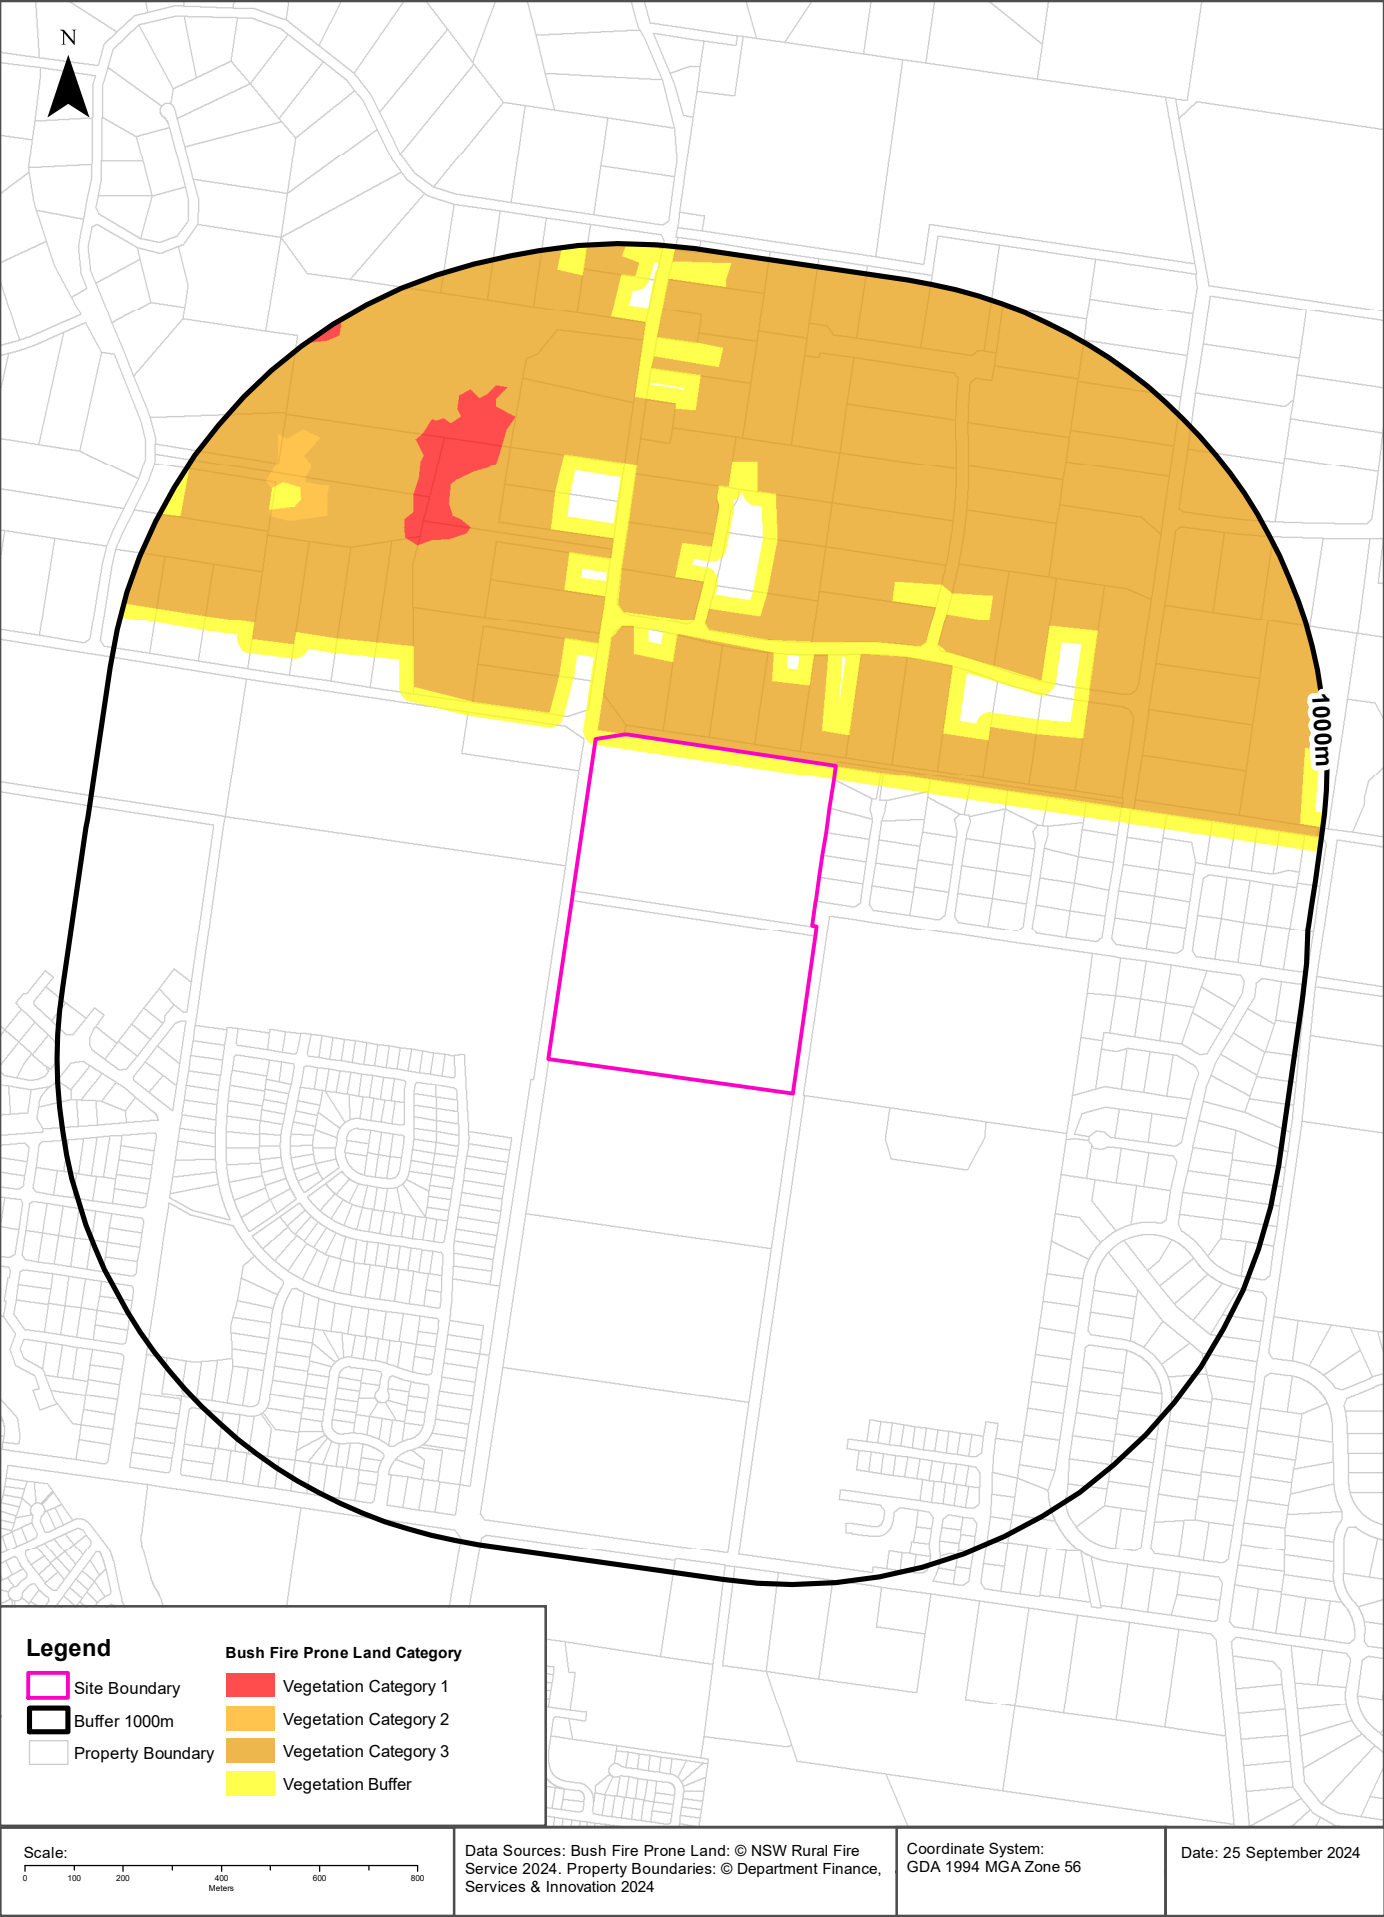 N
1000m
Legend
Site Boundary
Buffer 1000m
Property Boundary
Bush Fire Prone Land Category
Vegetation Category 1
Vegetation Category 2
Vegetation Category 3
Vegetation Buffer
Scale:
0 100 200 400 600 800
Meters
Data Sources: Bush Fire Prone Land: © NSW Rural Fire
Service 2024. Property Boundaries: © Department Finance,
Services & Innovation 2024
Coordinate System:
GDA 1994 MGA Zone 56
Date: 25 September 2024